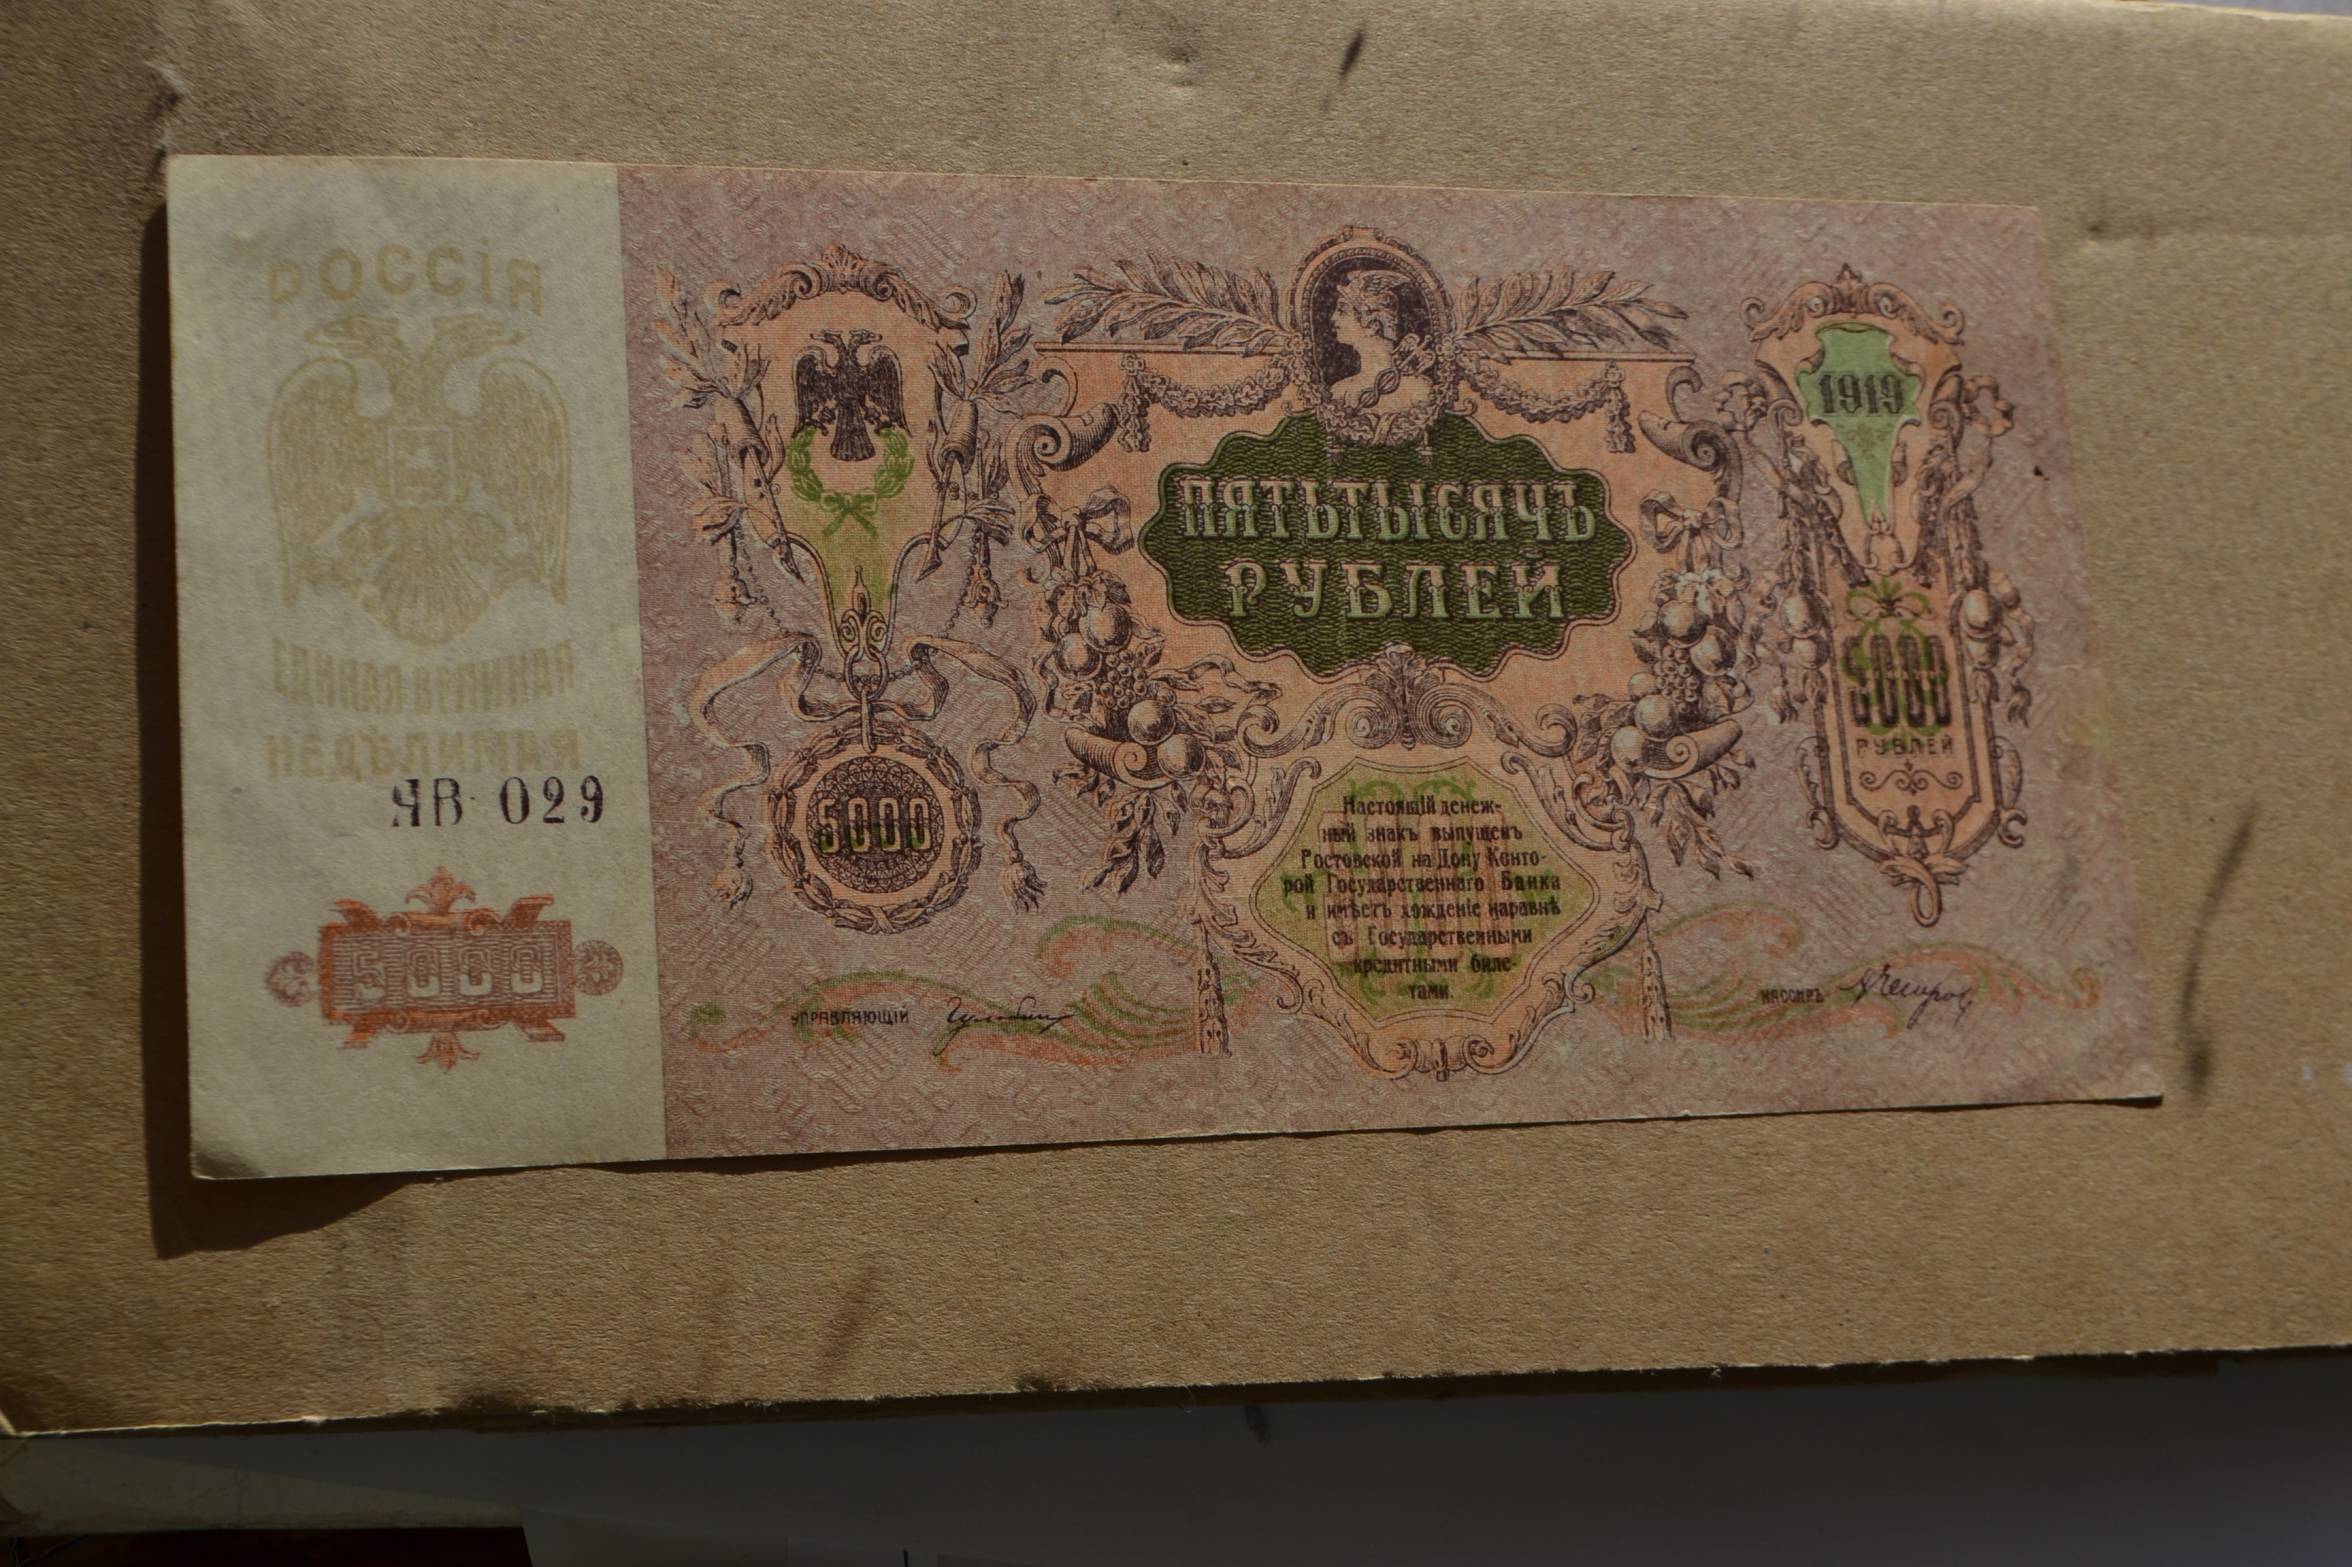 РОССІЯ
ЕДИНАЯ ВЕЛИКАЯ
НЕДѢЛИМАЯ
ЯВ 029
5000
5000
УПРАВЛЯЮЩІЙ
ПЯТЬТЫСЯЧЪ
РУБЛЕЙ
Настоящій денеж-
ный знакъ выпущенъ
Ростовской на Дону Конто-
рой Государственнаго Банка
и имѣетъ хожденіе наравнѣ
съ Государственными
кредитными биле-
тами.
1919
5000
РУБЛЕЙ
КАССИРЪ